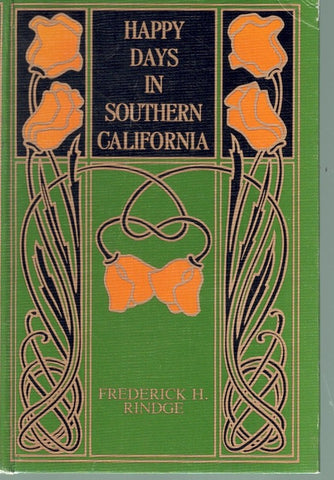 HAPPY
DAYS
IN
SOUTHERN
CALIFORNIA
FREDERICK H.
RINDGE